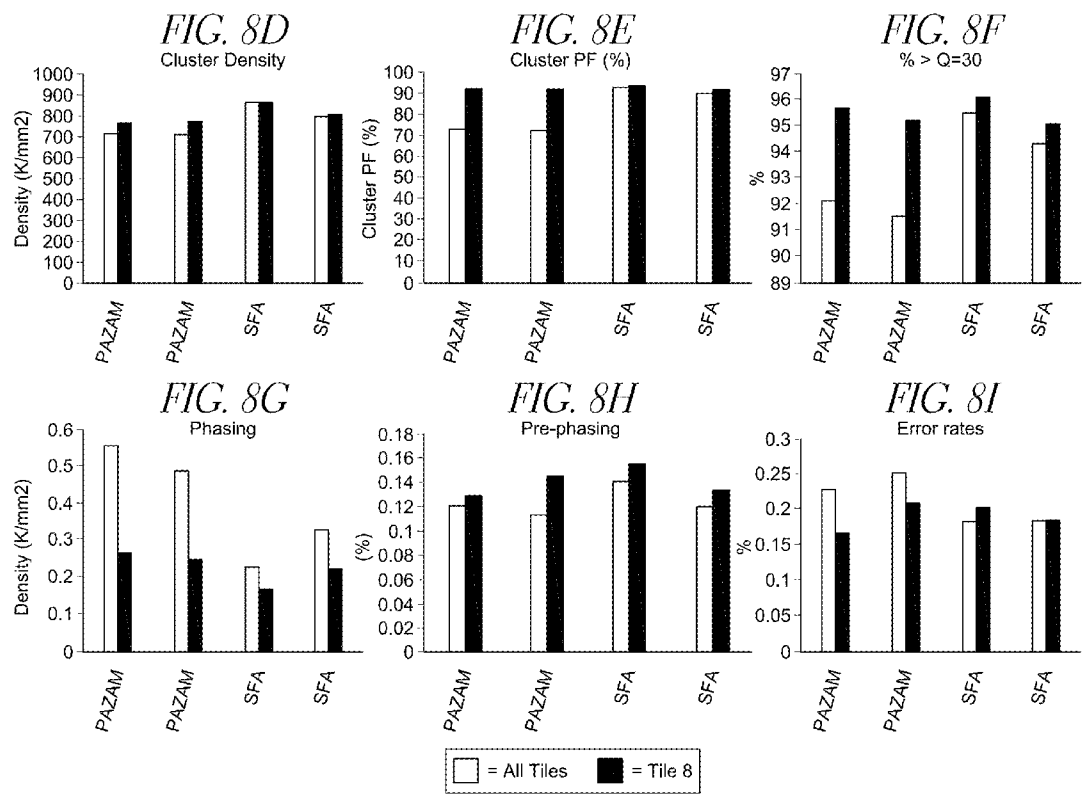 FIG. 8D
Cluster Density
Density (K/mm2)
1000
900
800
700
600
500
400
300
200
100
0
PAZAM
PAZAM
SFA
SFA
FIG. 8E
Cluster PF (%)
Cluster PF (%)
100
90
80
70
60
50
40
30
20
10
0
PAZAM
PAZAM
SFA
SFA
FIG. 8F
% > Q=30
%
97
96
95
94
93
92
91
90
89
PAZAM
PAZAM
SFA
SFA
FIG. 8G
Phasing
Density (K/mm2)
0.6
0.5
0.4
0.3
0.2
0.1
0
PAZAM
PAZAM
SFA
SFA
FIG. 8H
Pre-phasing
(%)
0.18
0.16
0.14
0.12
0.1
0.08
0.06
0.04
0.02
0
PAZAM
PAZAM
SFA
SFA
FIG. 8I
Error rates
%
0.3
0.25
0.2
0.15
0.1
0.05
0
PAZAM
PAZAM
SFA
SFA
= All Tiles
= Tile 8